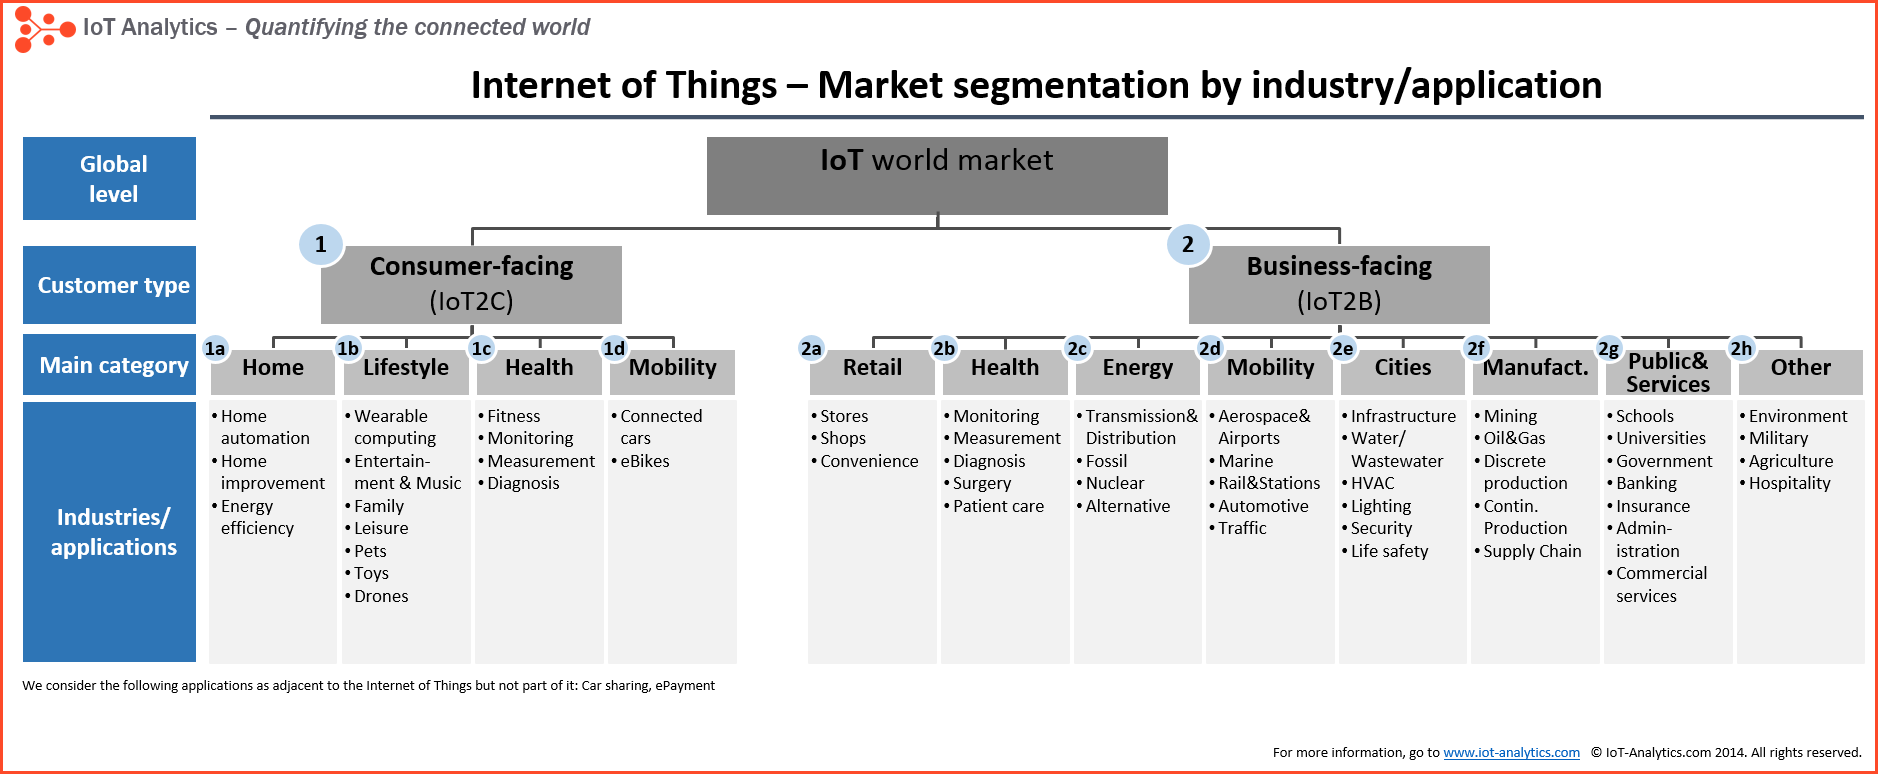 IoT Analytics – Quantifying the connected world
Internet of Things – Market segmentation by industry/application
Global
level
IoT world market
Customer type
1
Consumer-facing
(IoT2C)
2
Business-facing
(IoT2B)
Main category
1a
Home
1b
Lifestyle
1c
Health
1d
Mobility
2a
Retail
2b
Health
2c
Energy
2d
Mobility
2e
Cities
2f
Manufact.
2g
Public&
Services
2h
Other
Industries/
applications
• Home
automation
• Home
improvement
• Energy
efficiency
• Wearable
computing
• Entertain-
ment & Music
• Family
• Leisure
• Pets
• Toys
• Drones
• Fitness
• Monitoring
• Measurement
• Diagnosis
• Connected
cars
• eBikes
• Stores
• Shops
• Convenience
• Monitoring
• Measurement
• Diagnosis
• Surgery
• Patient care
• Transmission&
Distribution
• Fossil
• Nuclear
• Alternative
• Aerospace&
Airports
• Marine
• Rail&Stations
• Automotive
• Traffic
• Infrastructure
• Water/
Wastewater
• HVAC
• Lighting
• Security
• Life safety
• Mining
• Oil&Gas
• Discrete
production
• Contin.
Production
• Supply Chain
• Schools
• Universities
• Government
• Banking
• Insurance
• Admin-
istration
• Commercial
services
• Environment
• Military
• Agriculture
• Hospitality
We consider the following applications as adjacent to the Internet of Things but not part of it: Car sharing, ePayment
For more information, go to www.iot-analytics.com © IoT-Analytics.com 2014. All rights reserved.